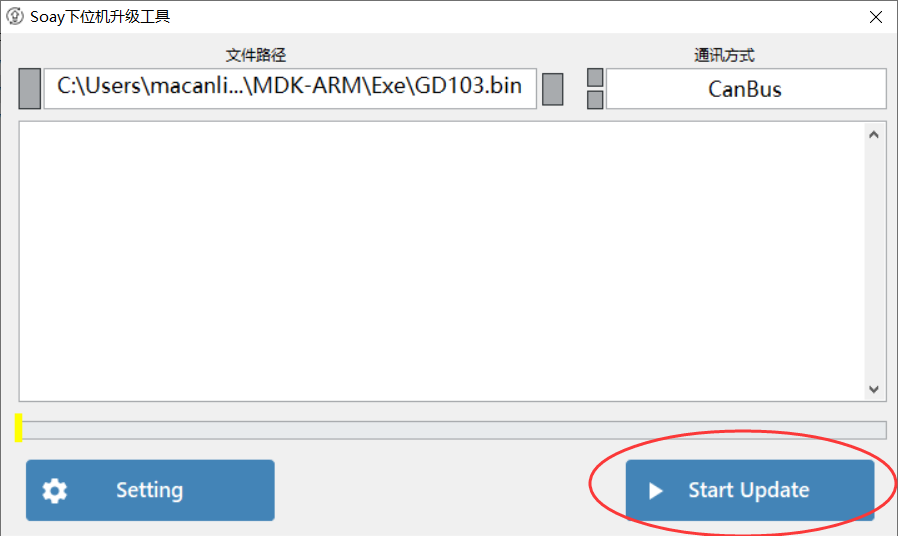 Soay下位机升级工具
文件路径
通讯方式
C:\Users\macanli...\MDK-ARM\Exe\GD103.bin
CanBus
Setting
Start Update